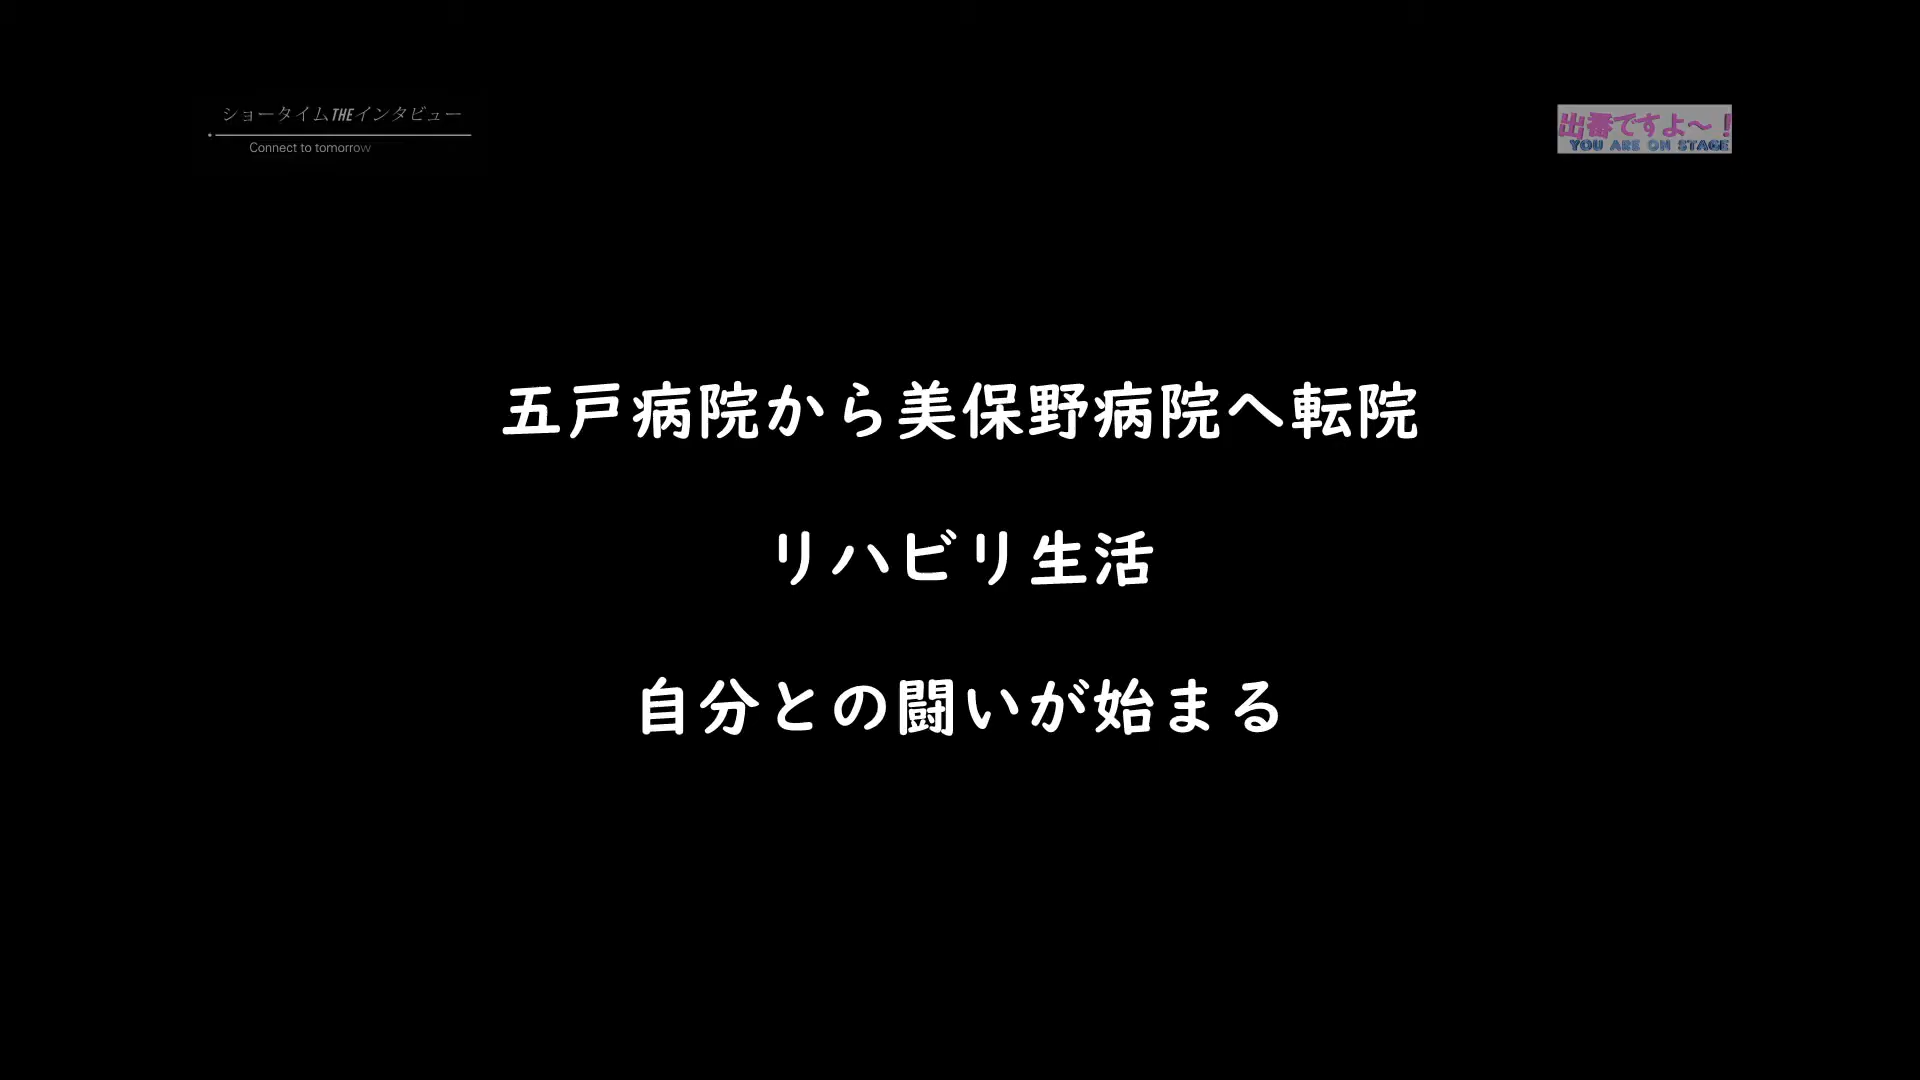 ショータイムTHEインタビュー
Connect to tomorrow
出番ですよ〜！
YOU ARE ON STAGE
五戸病院から美保野病院へ転院
リハビリ生活
自分との闘いが始まる